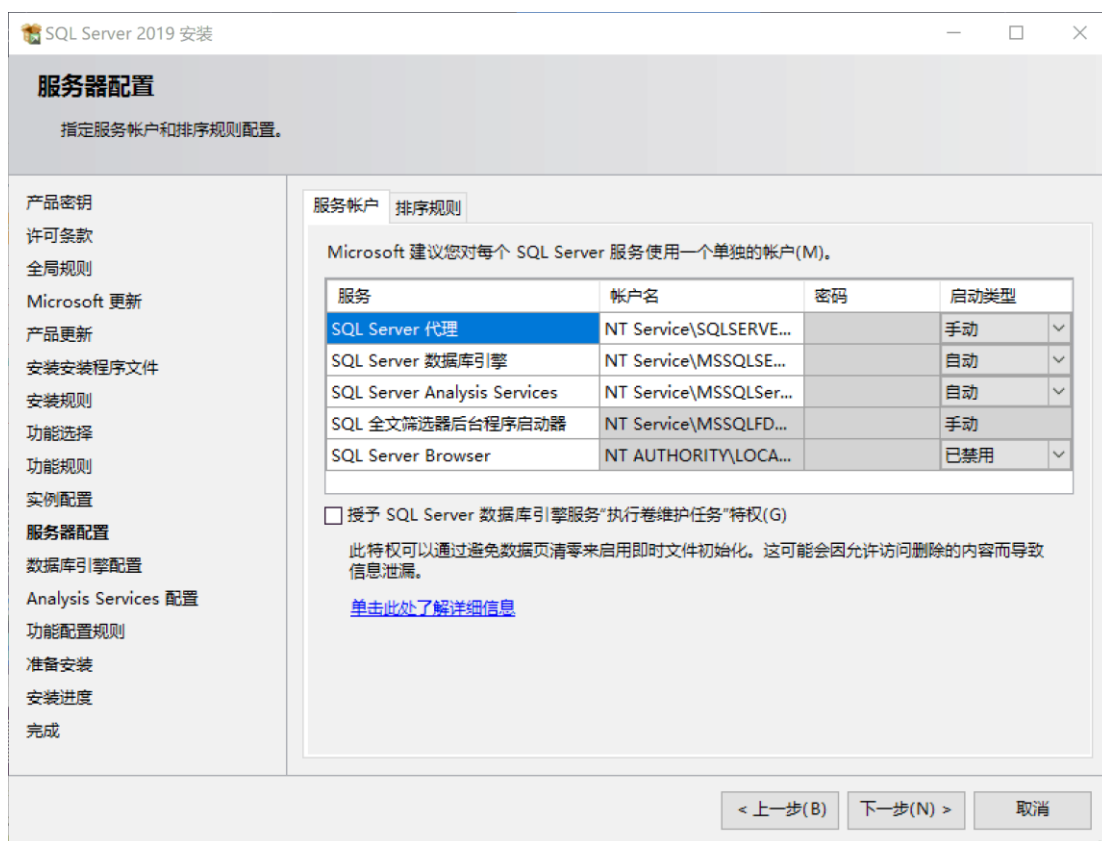 SQL Server 2019 安装
服务器配置
指定服务帐户和排序规则配置。
产品密钥
许可条款
全局规则
Microsoft 更新
产品更新
安装安装程序文件
安装规则
功能选择
功能规则
实例配置
服务器配置
数据库引擎配置
Analysis Services 配置
功能配置规则
准备安装
安装进度
完成
服务帐户 排序规则
Microsoft 建议您对每个 SQL Server 服务使用一个单独的帐户(M)。
服务 帐户名 密码 启动类型
SQL Server 代理 NT Service\SQLSERVE... 手动
SQL Server 数据库引擎 NT Service\MSSQLSE... 自动
SQL Server Analysis Services NT Service\MSSQLSer... 自动
SQL 全文筛选器后台程序启动器 NT Service\MSSQLFD... 手动
SQL Server Browser NT AUTHORITY\LOCA... 已禁用
授予 SQL Server 数据库引擎服务“执行卷维护任务”特权(G)
此特权可以通过避免数据页清零来启用即时文件初始化。这可能会因允许访问删除的内容而导致
信息泄漏。
单击此处了解详细信息
< 上一步(B) 下一步(N) > 取消